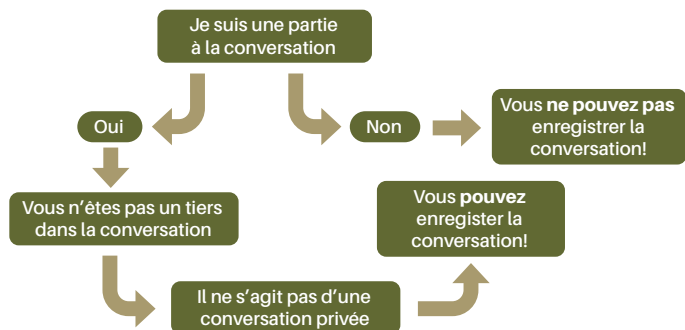 Je suis une partie
à la conversation
Oui
Non
Vous ne pouvez pas
enregistrer la
conversation!
Vous n'êtes pas un tiers
dans la conversation
Vous pouvez
enregister la
conversation!
Il ne s'agit pas d'une
conversation privée